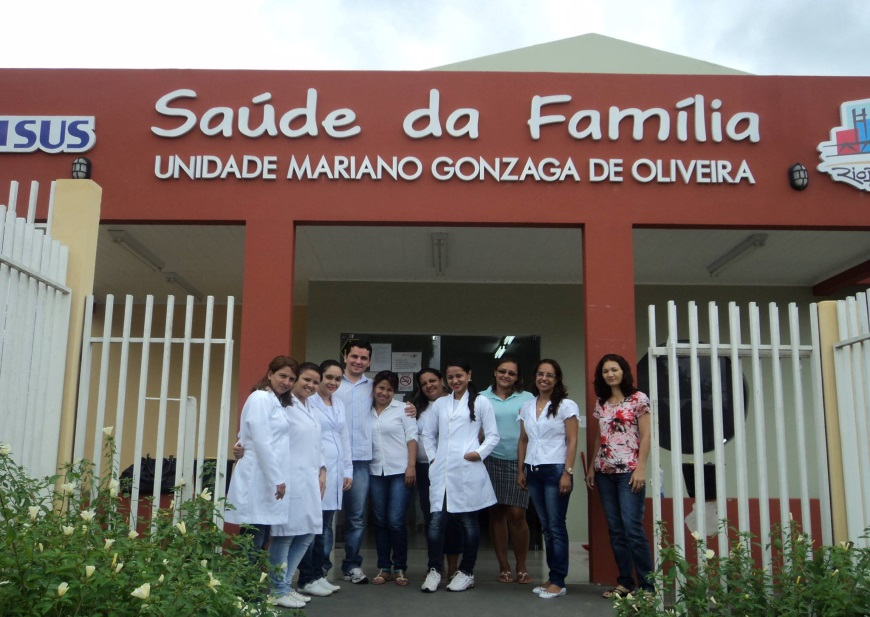 SUS
Saúde da Família
UNIDADE MARIANO GONZAGA DE OLIVEIRA